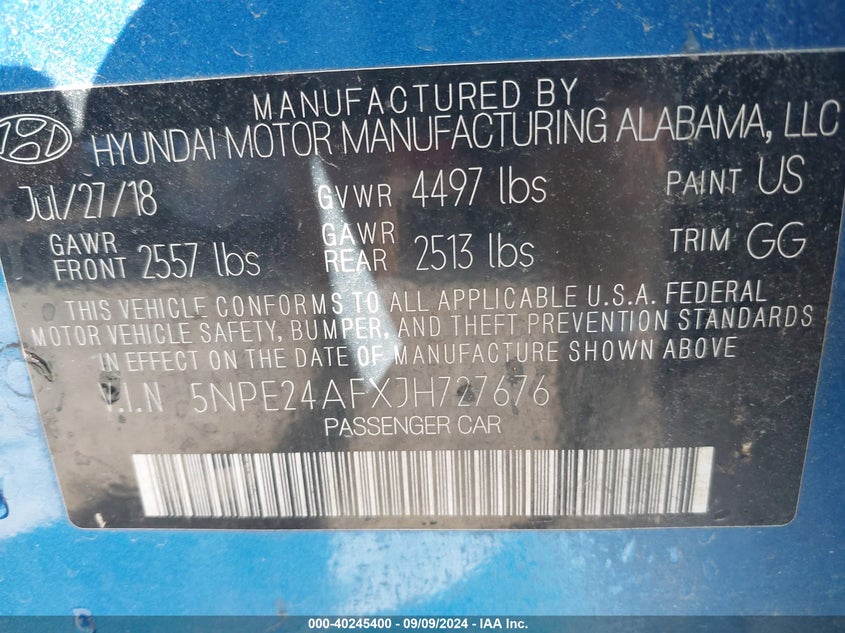 MANUFACTURED BY
HYUNDAI MOTOR MANUFACTURING ALABAMA, LLC
Jul/27/18 GVWR 4497 lbs PAINT US
GAWR FRONT 2557 lbs GAWR REAR 2513 lbs TRIM GG
THIS VEHICLE CONFORMS TO ALL APPLICABLE U.S.A. FEDERAL
MOTOR VEHICLE SAFETY, BUMPER, AND THEFT PREVENTION STANDARDS
IN EFFECT ON THE DATE OF MANUFACTURE SHOWN ABOVE
V.I.N 5NPE24AFXJH727676
PASSENGER CAR
000-40245400 - 09/09/2024 - IAA Inc.